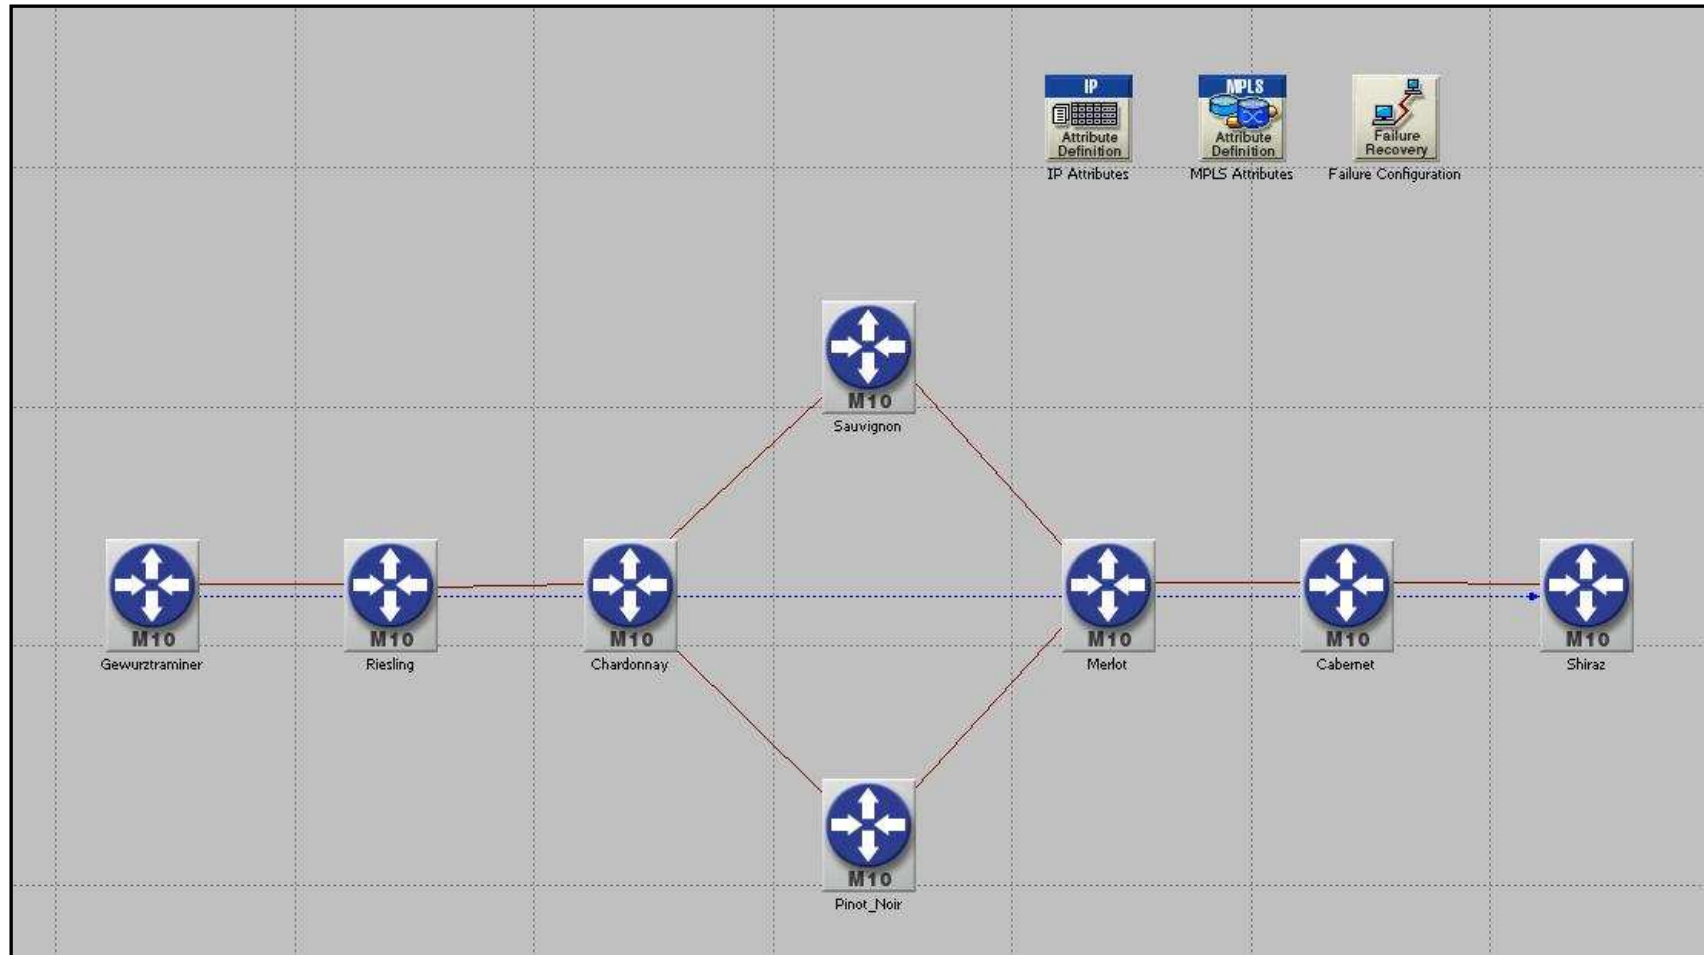 IP
Attribute
Definition
IP Attributes
MPLS
Attribute
Definition
MPLS Attributes
Failure
Recovery
Failure Configuration
M10
Sauvignon
M10
Gewurztraminer
M10
Riesling
M10
Chardonnay
M10
Merlot
M10
Cabernet
M10
Shiraz
M10
Pinot_Noir